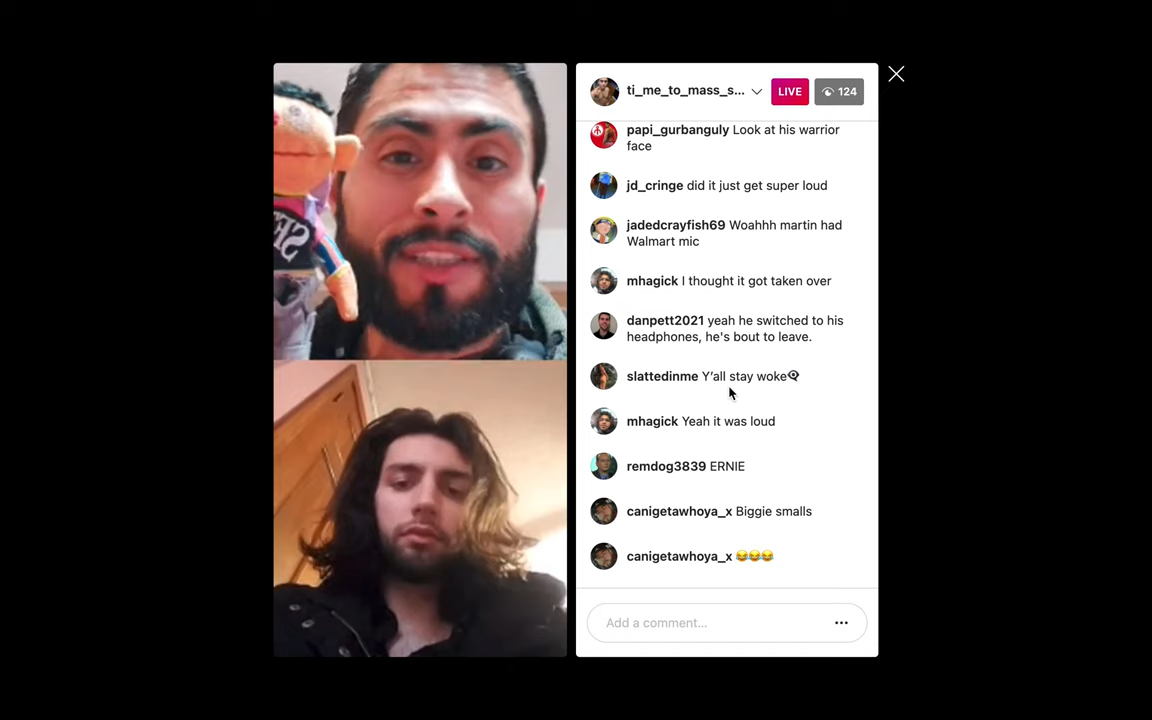 ti_me_to_mass_s...
LIVE
124
papi_gurbanguly Look at his warrior
face
jd_cringe did it just get super loud
jadedcrayfish69 Woahhh martin had
Walmart mic
mhagick I thought it got taken over
danpett2021 yeah he switched to his
headphones, he's bout to leave.
slattedinme Y'all stay woke👁‍🗨
mhagick Yeah it was loud
remdog3839 ERNIE
canigetawhoya_x Biggie smalls
canigetawhoya_x 😂😂😂
Add a comment...